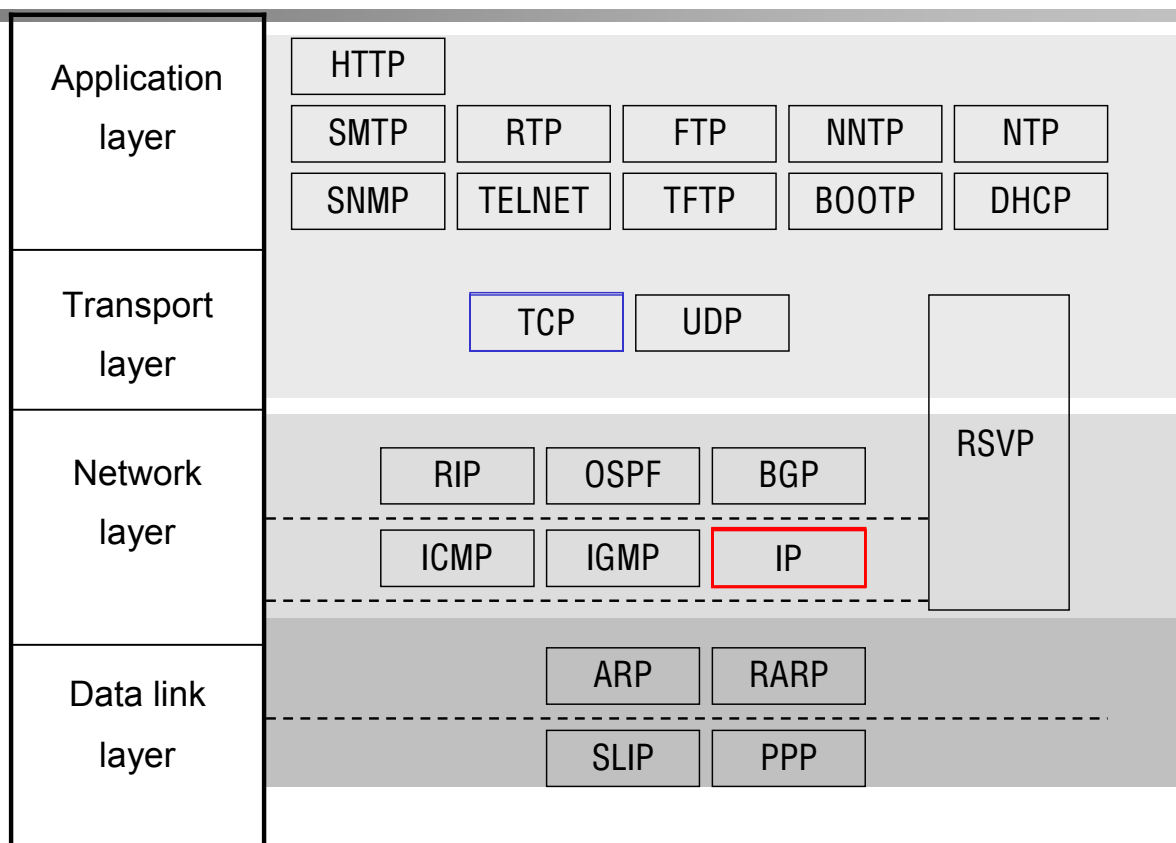 Application
layer
HTTP
SMTP RTP FTP NNTP NTP
SNMP TELNET TFTP BOOTP DHCP
Transport
layer
TCP UDP
RSVP
Network
layer
RIP OSPF BGP
ICMP IGMP IP
Data link
layer
ARP RARP
SLIP PPP